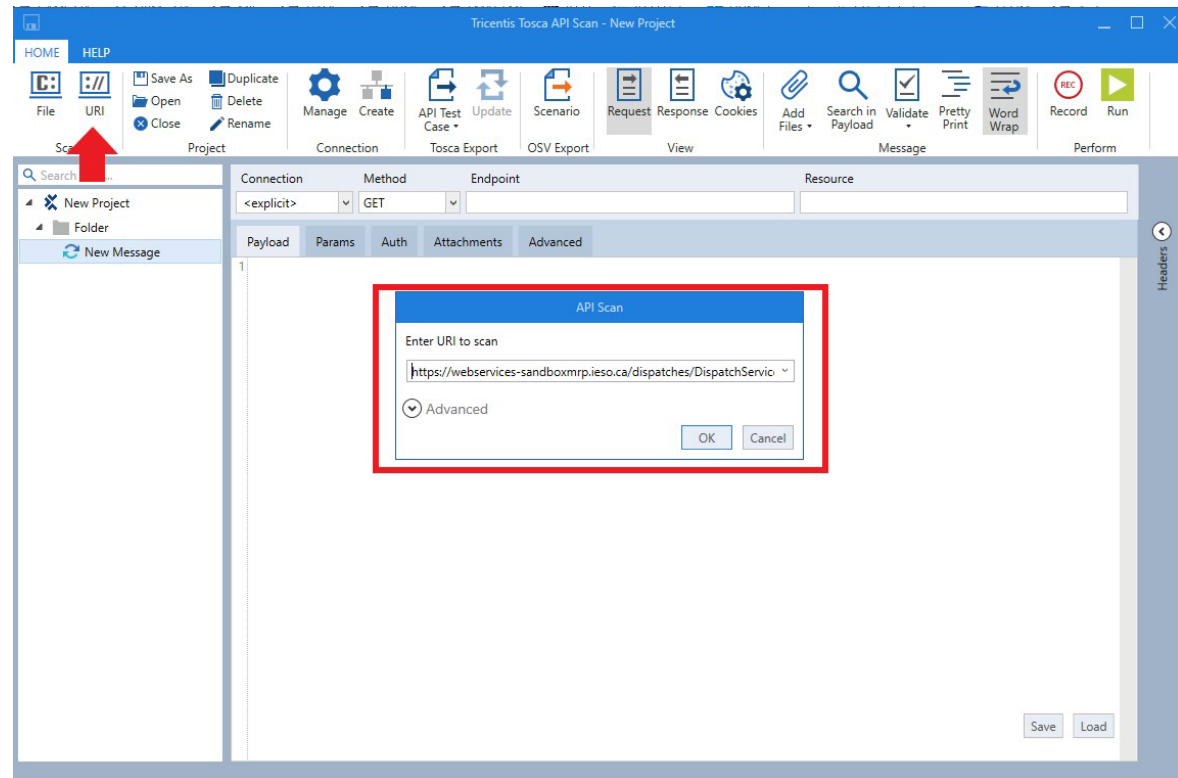 Tricentis Tosca API Scan - New Project
HOME HELP
C: :// Save As Duplicate
Open Delete
Close Rename
File URI Manage Create API Test Case Update Scenario Request Response Cookies Add Files Search in Payload Validate Pretty Print Word Wrap REC Record Run
Project Connection Tosca Export OSV Export View Message Perform
Search
Connection Method Endpoint Resource
<explicit> GET
New Project
Folder
New Message
Payload Params Auth Attachments Advanced
1
Headers
API Scan
Enter URI to scan
https://webservices-sandboxmrp.ieso.ca/dispatches/DispatchServic
Advanced
OK Cancel
Save Load